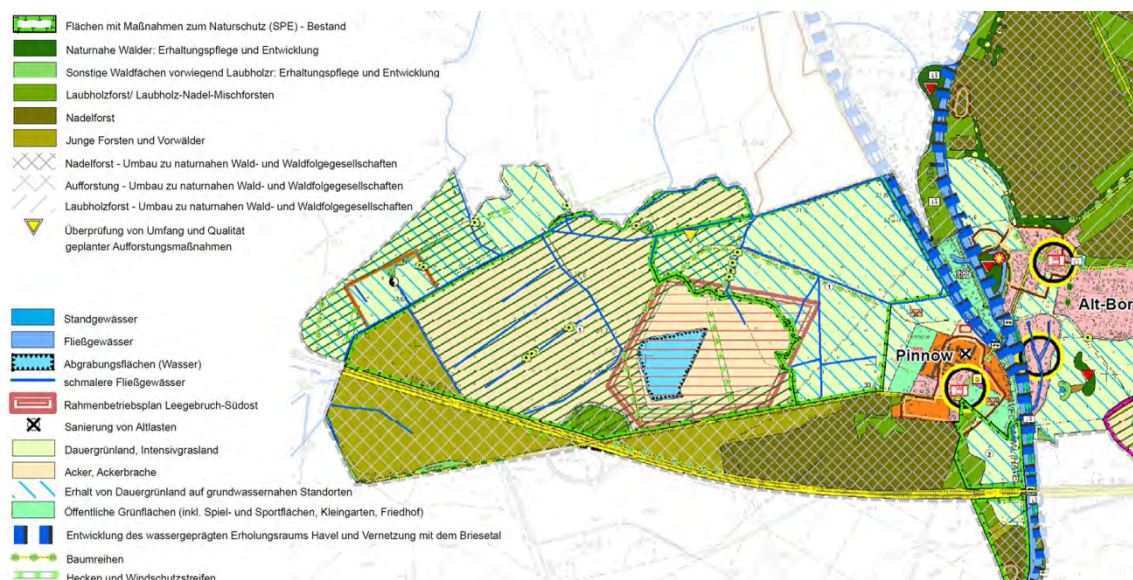 Flächen mit Maßnahmen zum Naturschutz (SPE) - Bestand
Naturnahe Wälder: Erhaltungspflege und Entwicklung
Sonstige Waldfächen vorwiegend Laubholzr: Erhaltungspflege und Entwicklung
Laubholzforst/ Laubholz-Nadel-Mischforsten
Nadelforst
Junge Forsten und Vorwälder
Nadelforst - Umbau zu naturnahen Wald- und Waldfolgegesellschaften
Aufforstung - Umbau zu naturnahen Wald- und Waldfolgegesellschaften
Laubholzforst - Umbau zu naturnahen Wald- und Waldfolgegesellschaften
Überprüfung von Umfang und Qualität
geplanter Aufforstungsmaßnahmen
Standgewässer
Fließgewässer
Abgrabungsflächen (Wasser)
schmalere Fließgewässer
Rahmenbetriebsplan Leegebruch-Südost
Sanierung von Altlasten
Dauergrünland, Intensivgrasland
Acker, Ackerbrache
Erhalt von Dauergrünland auf grundwassernahen Standorten
Öffentliche Grünflächen (inkl. Spiel- und Sportflächen, Kleingarten, Friedhof)
Entwicklung des wassergeprägten Erholungsraums Havel und Vernetzung mit dem Briesetal
Baumreihen
Hecken und Windschutzstreifen
Alt-Bor
Pinnow
1
1
2